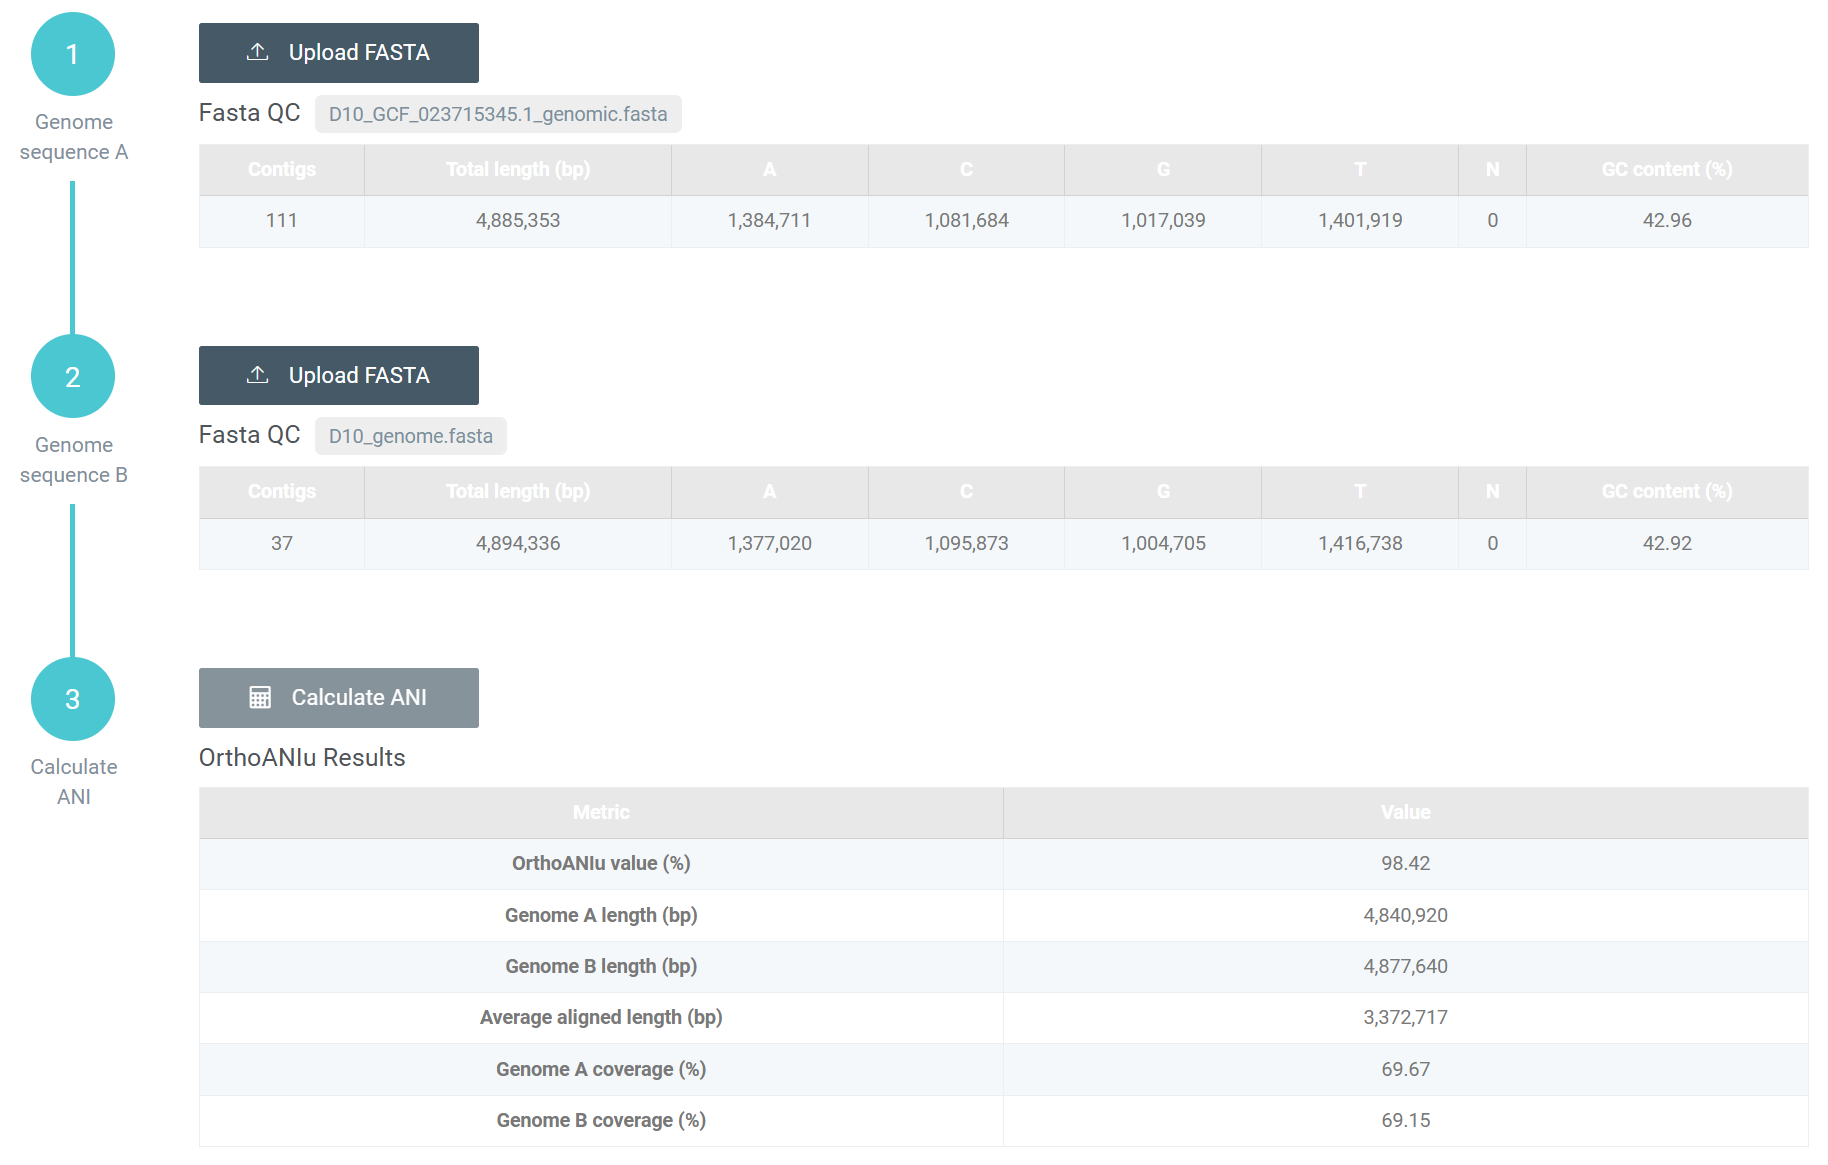 1
Genome
sequence A
Upload FASTA
Fasta QC D10_GCF_023715345.1_genomic.fasta
Contigs Total length (bp) A C G T N GC content (%)
111 4,885,353 1,384,711 1,081,684 1,017,039 1,401,919 0 42.96
2
Genome
sequence B
Upload FASTA
Fasta QC D10_genome.fasta
Contigs Total length (bp) A C G T N GC content (%)
37 4,894,336 1,377,020 1,095,873 1,004,705 1,416,738 0 42.92
3
Calculate
ANI
Calculate ANI
OrthoANIu Results
Metric Value
OrthoANIu value (%) 98.42
Genome A length (bp) 4,840,920
Genome B length (bp) 4,877,640
Average aligned length (bp) 3,372,717
Genome A coverage (%) 69.67
Genome B coverage (%) 69.15